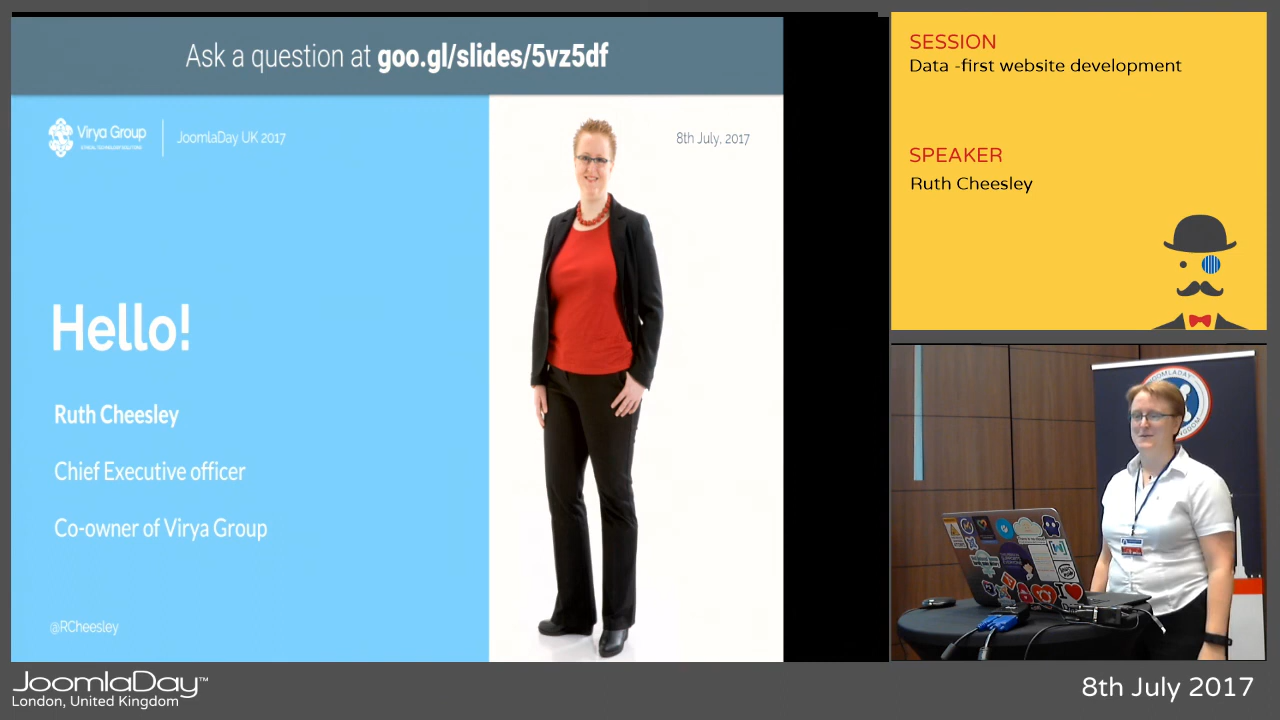 Ask a question at goo.gl/slides/5vz5df
Virya Group
JoomlaDay UK 2017
8th July, 2017
Hello!
Ruth Cheesley
Chief Executive officer
Co-owner of Virya Group
@RCheesley
SESSION
Data -first website development
SPEAKER
Ruth Cheesley
JOOMLADAY
JoomlaDay™
London, United Kingdom
8th July 2017